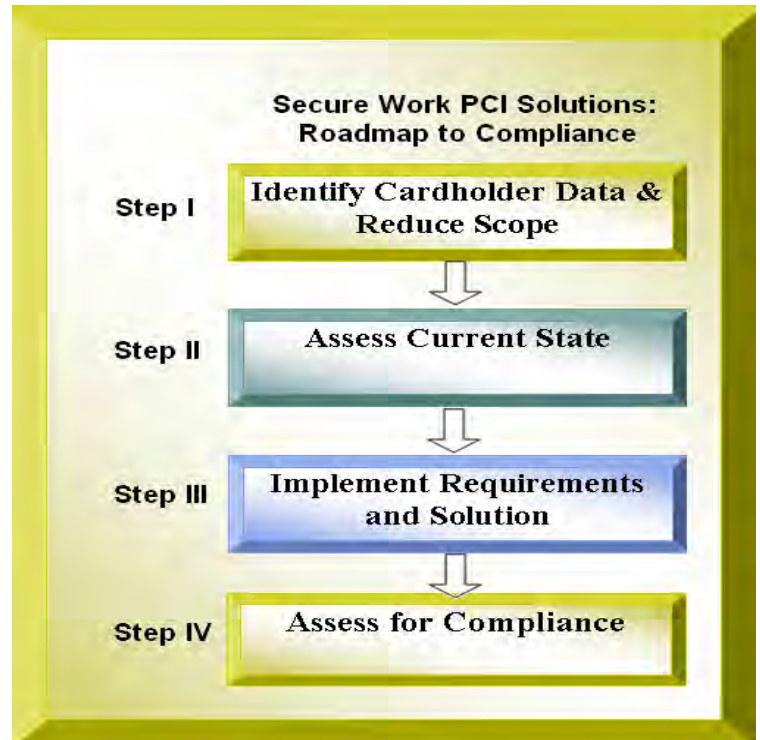 Secure Work PCI Solutions:
Roadmap to Compliance
Step I
Identify Cardholder Data &
Reduce Scope
Step II
Assess Current State
Step III
Implement Requirements
and Solution
Step IV
Assess for Compliance